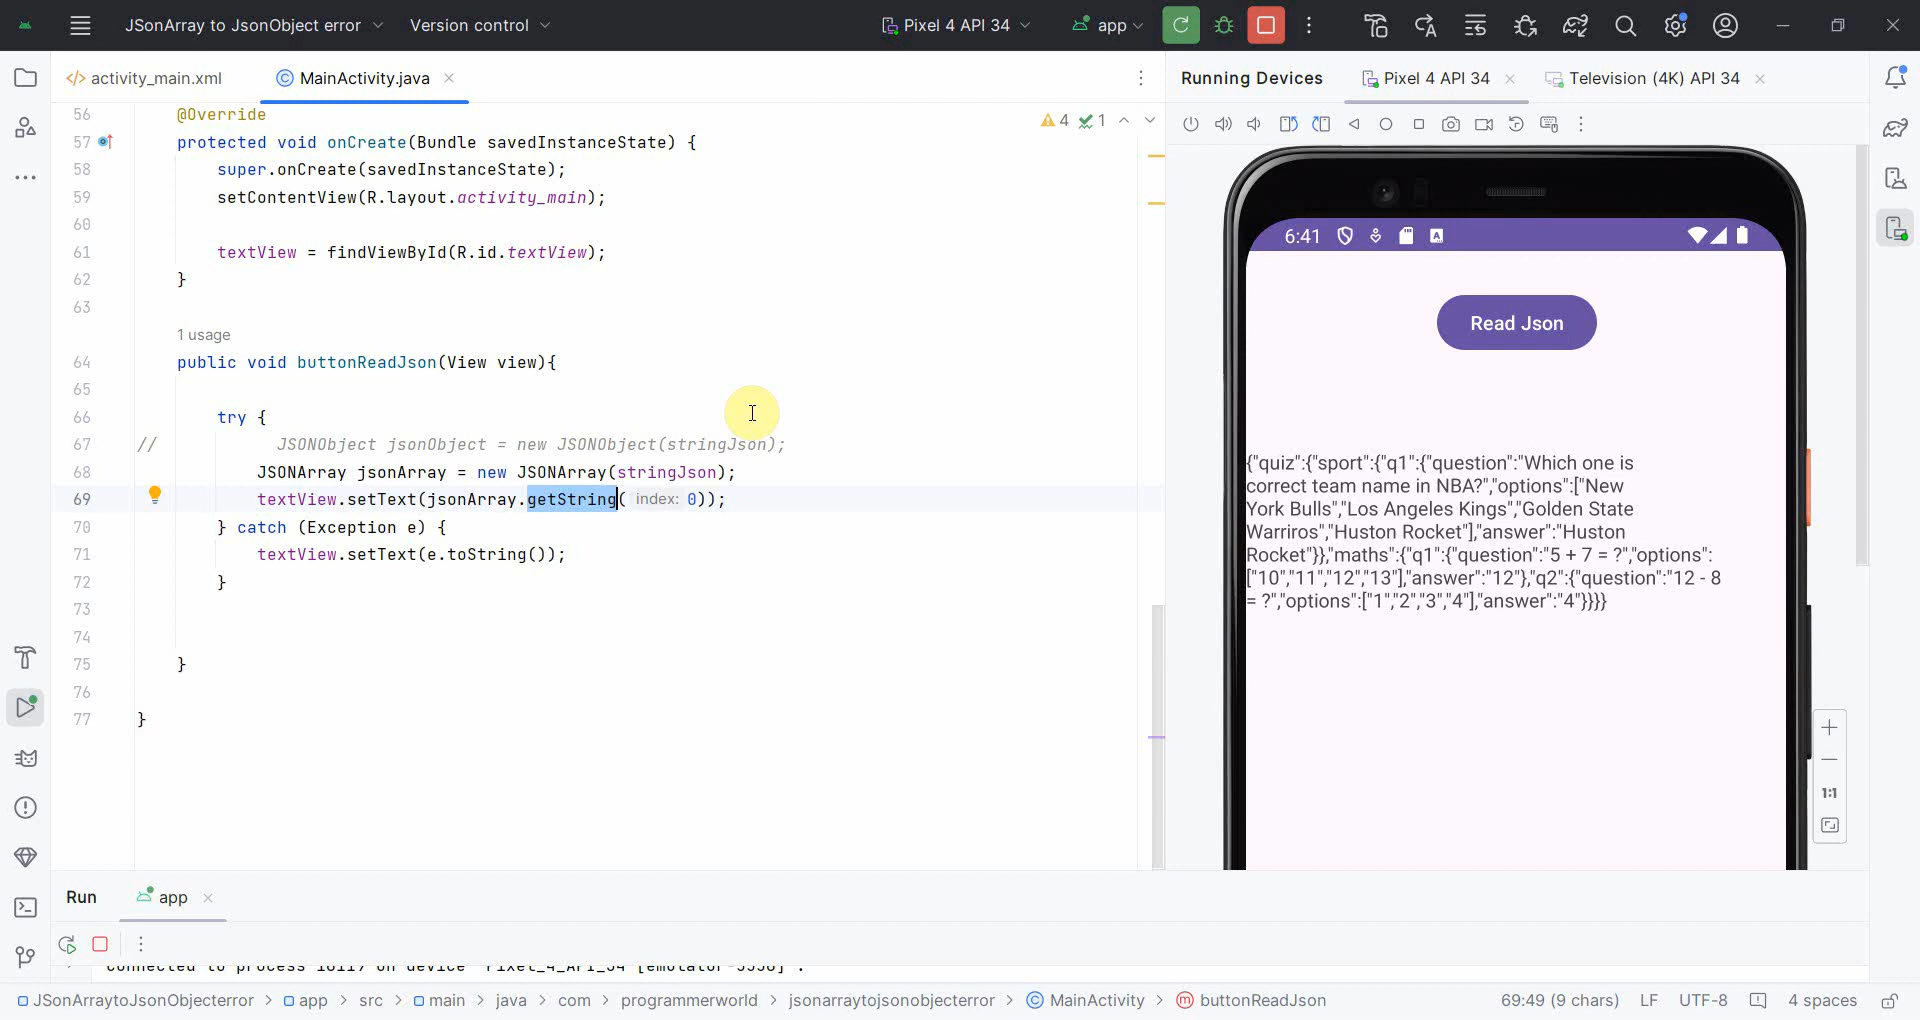 JSonArray to JsonObject error
Version control
Pixel 4 API 34
app
activity_main.xml
MainActivity.java
Running Devices
Pixel 4 API 34
Television (4K) API 34
4 1
56 @Override
57 protected void onCreate(Bundle savedInstanceState) {
58 super.onCreate(savedInstanceState);
59 setContentView(R.layout.activity_main);
60
61 textView = findViewById(R.id.textView);
62 }
63
1 usage
64 public void buttonReadJson(View view){
65
66 try {
67 // JSONObject jsonObject = new JSONObject(stringJson);
68 JSONArray jsonArray = new JSONArray(stringJson);
69 textView.setText(jsonArray.getString( index: 0));
70 } catch (Exception e) {
71 textView.setText(e.toString());
72 }
73
74
75 }
76
77 }
6:41
Read Json
{"quiz":{"sport":{"q1":{"question":"Which one is
correct team name in NBA?","options":["New
York Bulls","Los Angeles Kings","Golden State
Warriros","Huston Rocket"],"answer":"Huston
Rocket"}},"maths":{"q1":{"question":"5 + 7 = ?","options":
["10","11","12","13"],"answer":"12"},"q2":{"question":"12 - 8
= ?","options":["1","2","3","4"],"answer":"4"}}}}
1:1
Run
app
JSonArraytoJsonObjecterror > app > src > main > java > com > programmerworld > jsonarraytojsonobjecterror > MainActivity > buttonReadJson
69:49 (9 chars) LF UTF-8 4 spaces